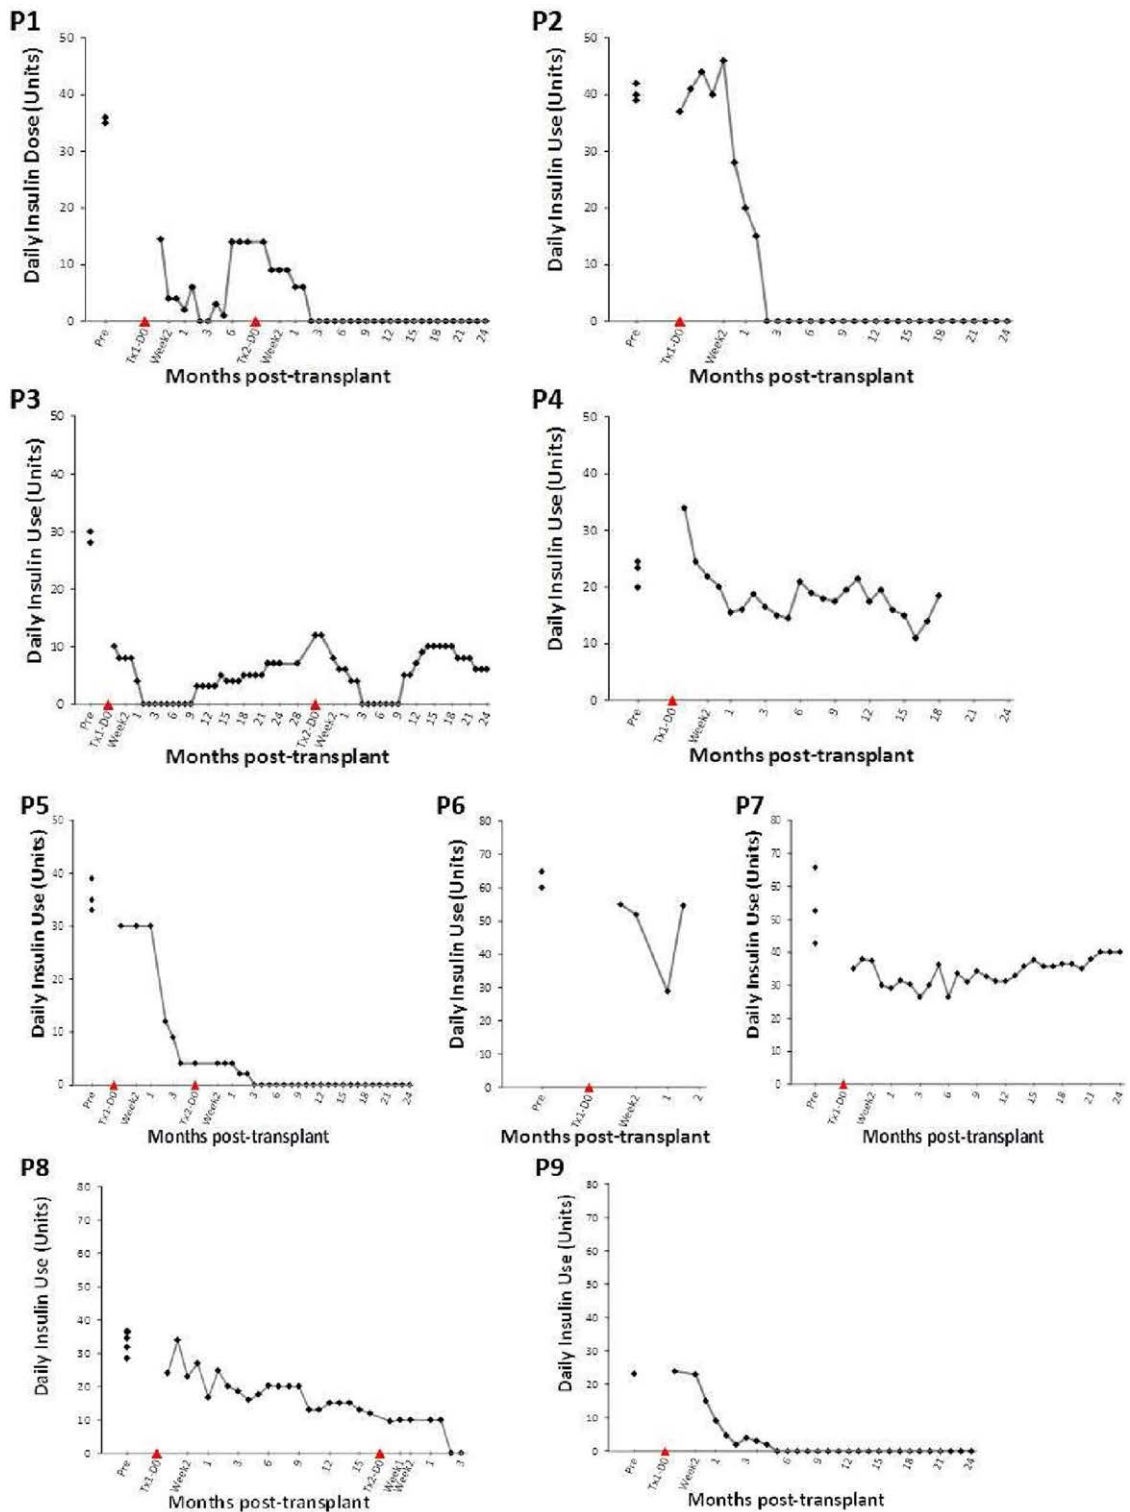 P1
Daily Insulin Dose (Units)
50
40
30
20
10
0
Pre Tx1-D0 Week2 1 3 6 Tx2-D0 Week2 1 3 6 9 12 15 18 21 24
Months post-transplant
P2
Daily Insulin Use (Units)
50
40
30
20
10
0
Pre Tx1-D0 Week2 1 3 6 9 12 15 18 21 24
Months post-transplant
P3
Daily Insulin Use (Units)
50
40
30
20
10
0
Pre Tx1-D0 Week2 1 3 6 9 12 15 18 21 24 28 Tx2-D0 Week2 1 3 6 9 12 15 18 21 24
Months post-transplant
P4
Daily Insulin Use (Units)
50
40
30
20
10
0
Pre Tx1-D0 Week2 1 3 6 9 12 15 18 21 24
Months post-transplant
P5
Daily Insulin Use (Units)
50
40
30
20
10
0
Pre Tx1-D0 Week2 1 3 Tx2-D0 Week2 1 3 6 9 12 15 18 21 24
Months post-transplant
P6
Daily Insulin Use (Units)
80
70
60
50
40
30
20
10
0
Pre Tx1-D0 Week2 1 2
Months post-transplant
P7
Daily Insulin Use (Units)
80
70
60
50
40
30
20
10
0
Pre Tx1-D0 Week2 1 3 6 9 12 15 18 21 24
Months post-transplant
P8
Daily Insulin Use (Units)
80
70
60
50
40
30
20
10
0
Pre Tx1-D0 Week2 1 3 6 9 12 15 Tx2-D0 Week1 Week2 1 3
Months post-transplant
P9
Daily Insulin Use (Units)
80
70
60
50
40
30
20
10
0
Pre Tx1-D0 Week2 1 3 6 9 12 15 18 21 24
Months post-transplant